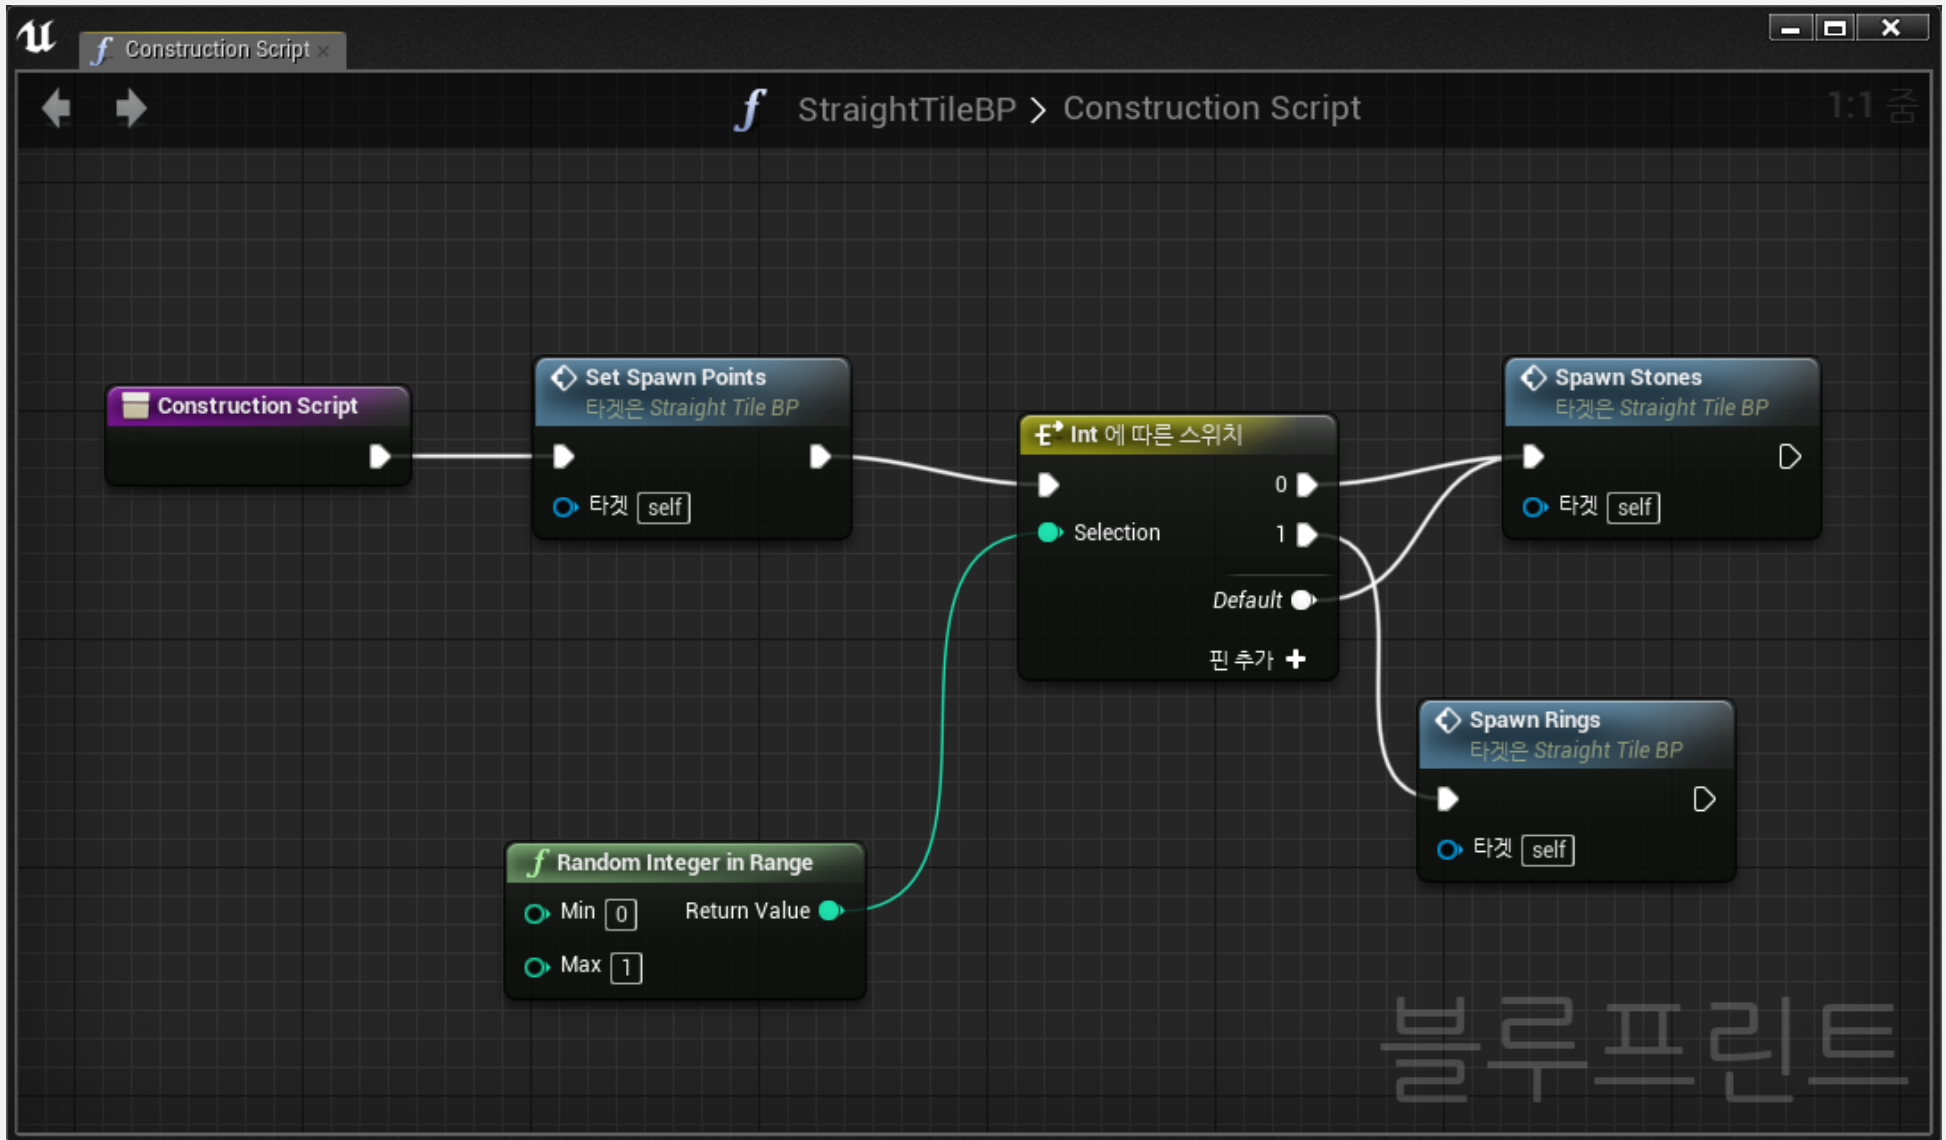 Construction Script
StraightTileBP > Construction Script
1:1 줌
Construction Script
Set Spawn Points
타겟은 Straight Tile BP
타겟 self
Int 에 따른 스위치
0
Selection
1
Default
핀 추가
Spawn Stones
타겟은 Straight Tile BP
타겟 self
Spawn Rings
타겟은 Straight Tile BP
타겟 self
Random Integer in Range
Min 0 Return Value
Max 1
블루프린트